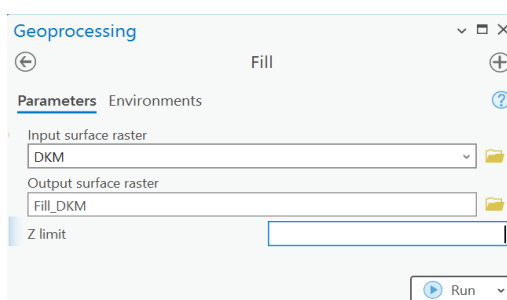 Geoprocessing
Fill
Parameters Environments
Input surface raster
DKM
Output surface raster
Fill_DKM
Z limit
Run